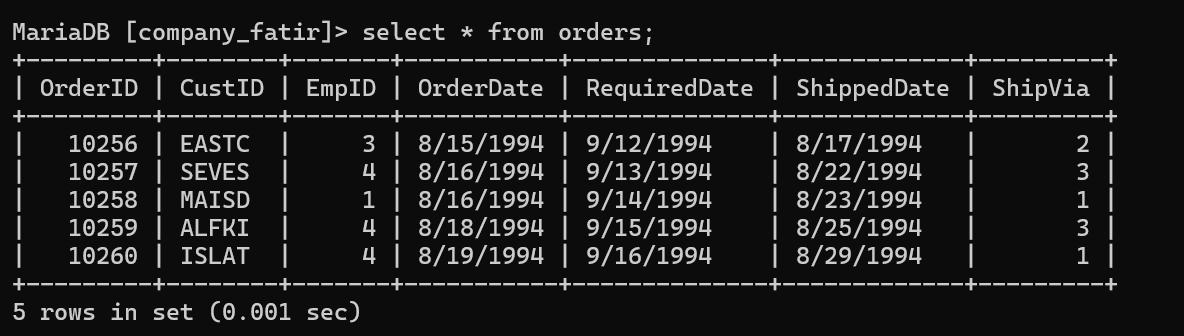 MariaDB [company_fatir]> select * from orders;
+---------+--------+-------+-----------+--------------+-------------+---------+
| OrderID | CustID | EmpID | OrderDate | RequiredDate | ShippedDate | ShipVia |
+---------+--------+-------+-----------+--------------+-------------+---------+
|   10256 | EASTC  |     3 | 8/15/1994 | 9/12/1994    | 8/17/1994   |       2 |
|   10257 | SEVES  |     4 | 8/16/1994 | 9/13/1994    | 8/22/1994   |       3 |
|   10258 | MAISD  |     1 | 8/16/1994 | 9/14/1994    | 8/23/1994   |       1 |
|   10259 | ALFKI  |     4 | 8/18/1994 | 9/15/1994    | 8/25/1994   |       3 |
|   10260 | ISLAT  |     4 | 8/19/1994 | 9/16/1994    | 8/29/1994   |       1 |
+---------+--------+-------+-----------+--------------+-------------+---------+
5 rows in set (0.001 sec)